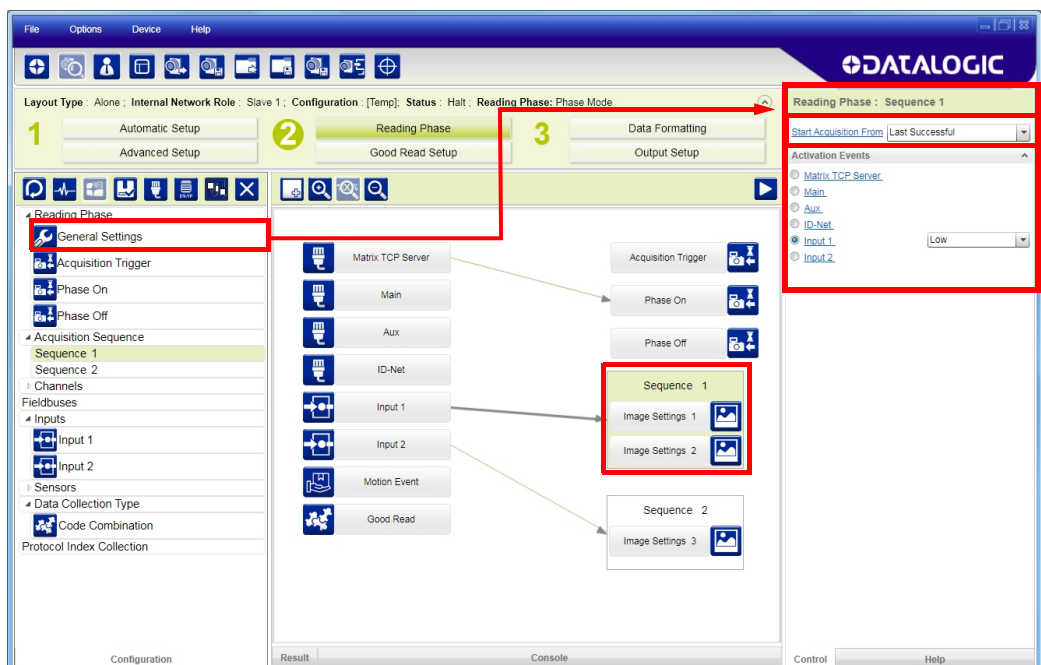 File Options Device Help
DATALOGIC
Layout Type : Alone ; Internal Network Role : Slave 1 ; Configuration : [Temp]; Status : Halt ; Reading Phase: Phase Mode
1 Automatic Setup
Advanced Setup
2 Reading Phase
Good Read Setup
3 Data Formatting
Output Setup
Reading Phase
General Settings
Acquisition Trigger
Phase On
Phase Off
Acquisition Sequence
Sequence 1
Sequence 2
Channels
Fieldbuses
Inputs
Input 1
Input 2
Sensors
Data Collection Type
Code Combination
Protocol Index Collection
Configuration
Matrix TCP Server
Main
Aux
ID-Net
Input 1
Input 2
Motion Event
Good Read
Acquisition Trigger
Phase On
Phase Off
Sequence 1
Image Settings 1
Image Settings 2
Sequence 2
Image Settings 3
Result Console
Reading Phase : Sequence 1
Start Acquisition From Last Successful
Activation Events
Matrix TCP Server
Main
Aux
ID-Net
Input 1 Low
Input 2
Control Help